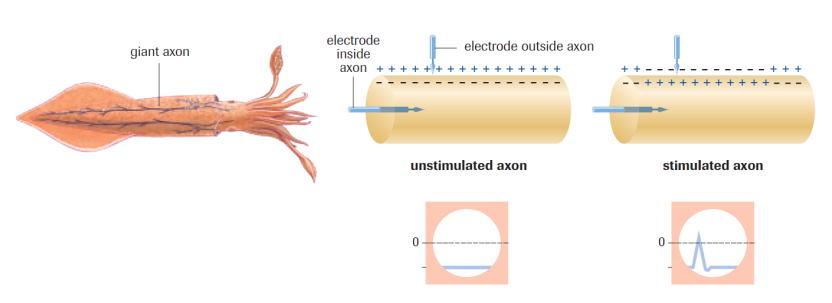 giant axon
electrode
inside
axon
electrode outside axon
+ + + + + + + + + + + + + + + + + + +
– – – – – – – – – – – – – – – – – –
+ + – – – – – – – – – – – – + + +
– – + + + + + + + + + + + + – – –
unstimulated axon
stimulated axon
0
–
0
–